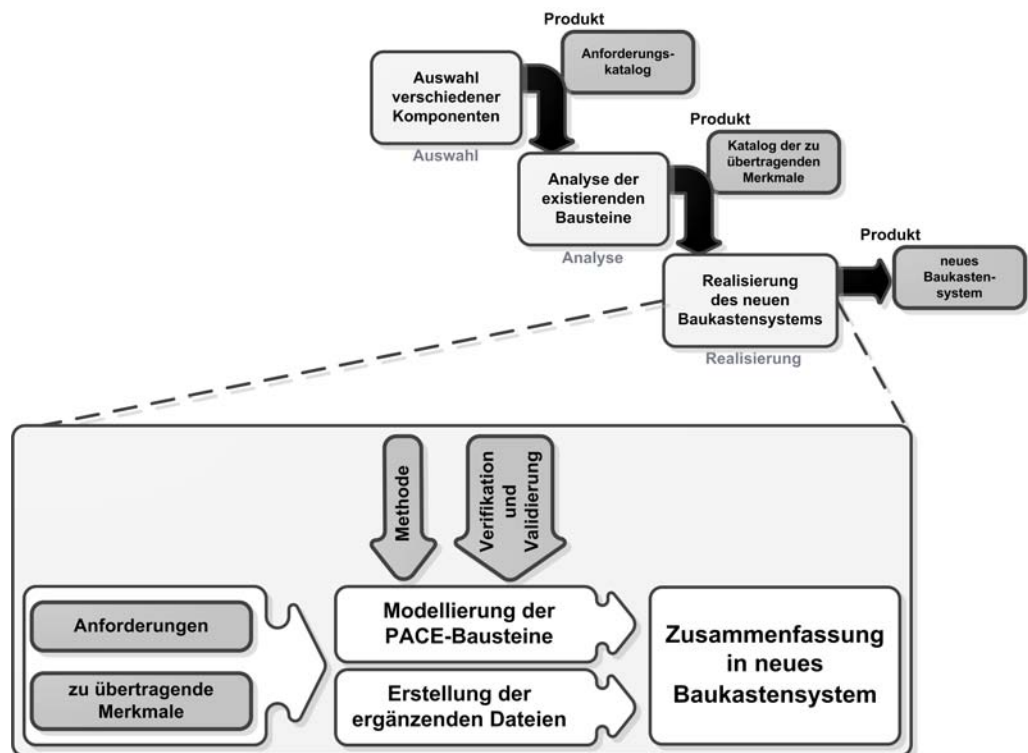 Produkt
Anforderungs-
katalog
Auswahl
verschiedener
Komponenten
Auswahl
Produkt
Katalog der zu
übertragenden
Merkmale
Analyse der
existierenden
Bausteine
Analyse
Produkt
neues
Baukasten-
system
Realisierung
des neuen
Baukastensystems
Realisierung
Methode
Verifikation
und
Validierung
Anforderungen
zu übertragende
Merkmale
Modellierung der
PACE-Bausteine
Erstellung der
ergänzenden Dateien
Zusammenfassung
in neues
Baukastensystem